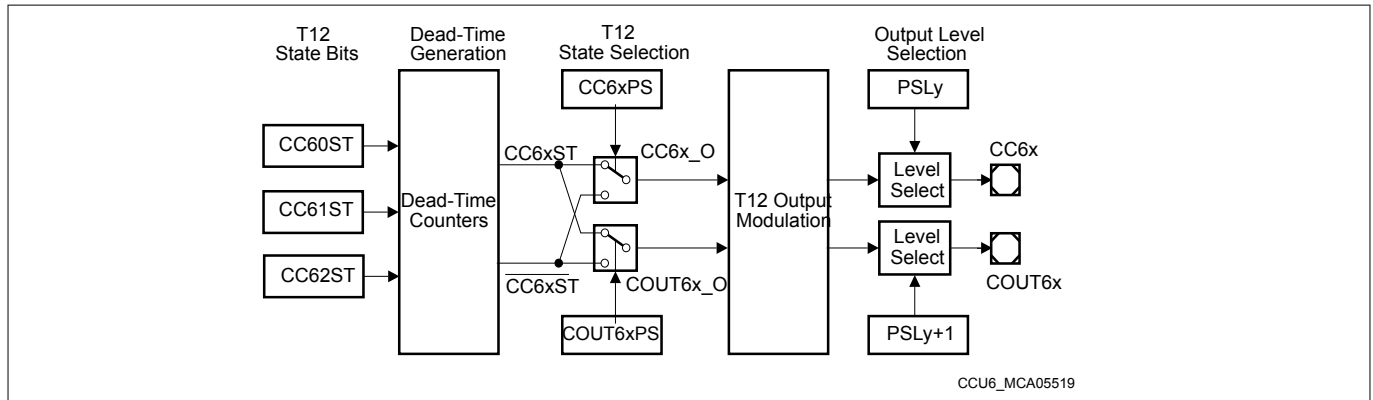 T12
State Bits
Dead-Time
Generation
T12
State Selection
Output Level
Selection
CC6xPS
PSLy
CC60ST
CC61ST
CC62ST
Dead-Time
Counters
CC6xST
CC6xST
CC6x_O
COUT6x_O
COUT6xPS
T12 Output
Modulation
Level
Select
CC6x
Level
Select
COUT6x
PSLy+1
CCU6_MCA05519